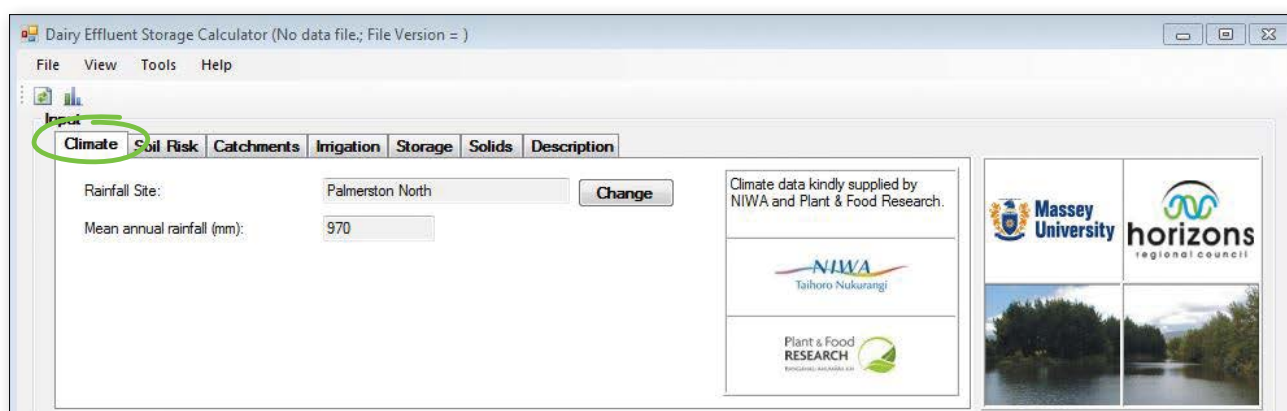 Dairy Effluent Storage Calculator (No data file.; File Version = )
File View Tools Help
Input
Climate Soil Risk Catchments Irrigation Storage Solids Description
Rainfall Site: Palmerston North Change
Mean annual rainfall (mm): 970
Climate data kindly supplied by
NIWA and Plant & Food Research.
NIWA
Taihoro Nukurangi
Plant & Food
RESEARCH
Massey
University
horizons
regional council